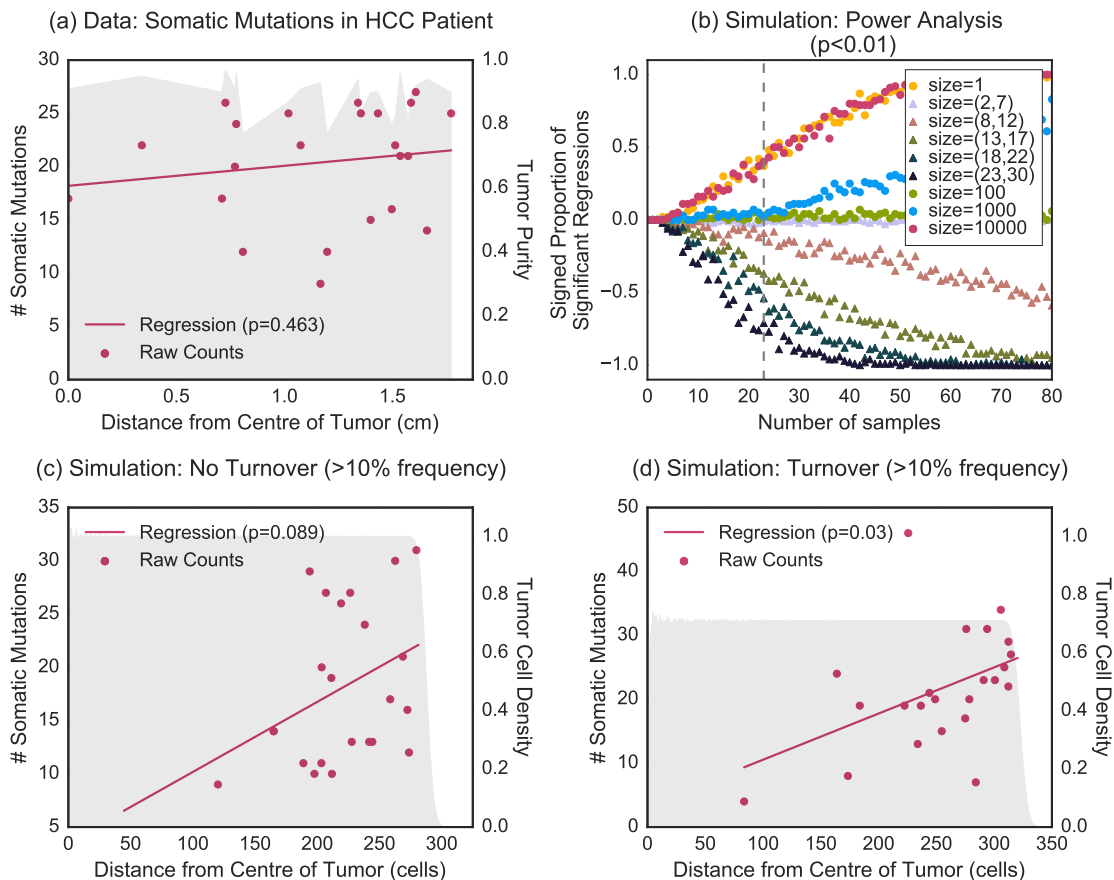 (a) Data: Somatic Mutations in HCC Patient
30
25
20
15
10
5
0
1.0
0.8
0.6
0.4
0.2
0.0
# Somatic Mutations
Tumor Purity
Regression (p=0.463)
Raw Counts
0.0
0.5
1.0
1.5
Distance from Centre of Tumor (cm)
(b) Simulation: Power Analysis
(p<0.01)
1.0
0.5
0.0
−0.5
−1.0
Signed Proportion of
Significant Regressions
size=1
size=(2,7)
size=(8,12)
size=(13,17)
size=(18,22)
size=(23,30)
size=100
size=1000
size=10000
0
10
20
30
40
50
60
70
80
Number of samples
(c) Simulation: No Turnover (>10% frequency)
35
30
25
20
15
10
5
1.0
0.8
0.6
0.4
0.2
0.0
# Somatic Mutations
Tumor Cell Density
Regression (p=0.089)
Raw Counts
0
50
100
150
200
250
300
Distance from Centre of Tumor (cells)
(d) Simulation: Turnover (>10% frequency)
50
40
30
20
10
0
1.0
0.8
0.6
0.4
0.2
0.0
# Somatic Mutations
Tumor Cell Density
Regression (p=0.03)
Raw Counts
0
50
100
150
200
250
300
350
Distance from Centre of Tumor (cells)